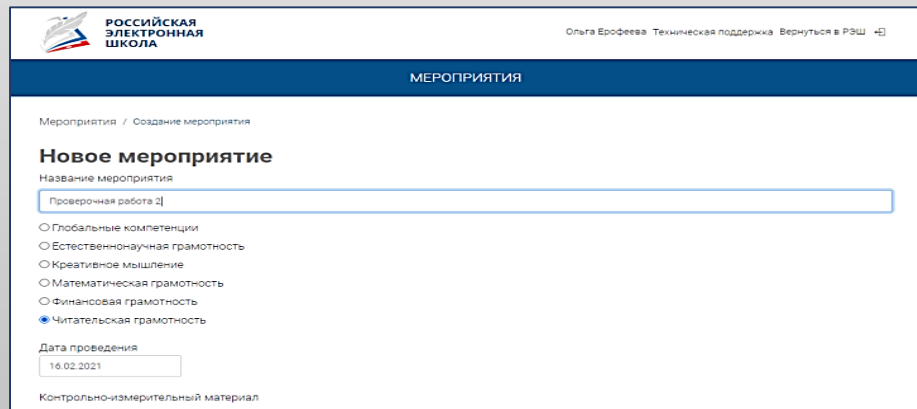 РОССИЙСКАЯ
ЭЛЕКТРОННАЯ
ШКОЛА
Ольга Ерофеева Техническая поддержка Вернуться в РЭШ
МЕРОПРИЯТИЯ
Мероприятия / Создание мероприятия
Новое мероприятие
Название мероприятия
Проверочная работа 2
Глобальные компетенции
Естественнонаучная грамотность
Креативное мышление
Математическая грамотность
Финансовая грамотность
Читательская грамотность
Дата проведения
16.02.2021
Контрольно-измерительный материал